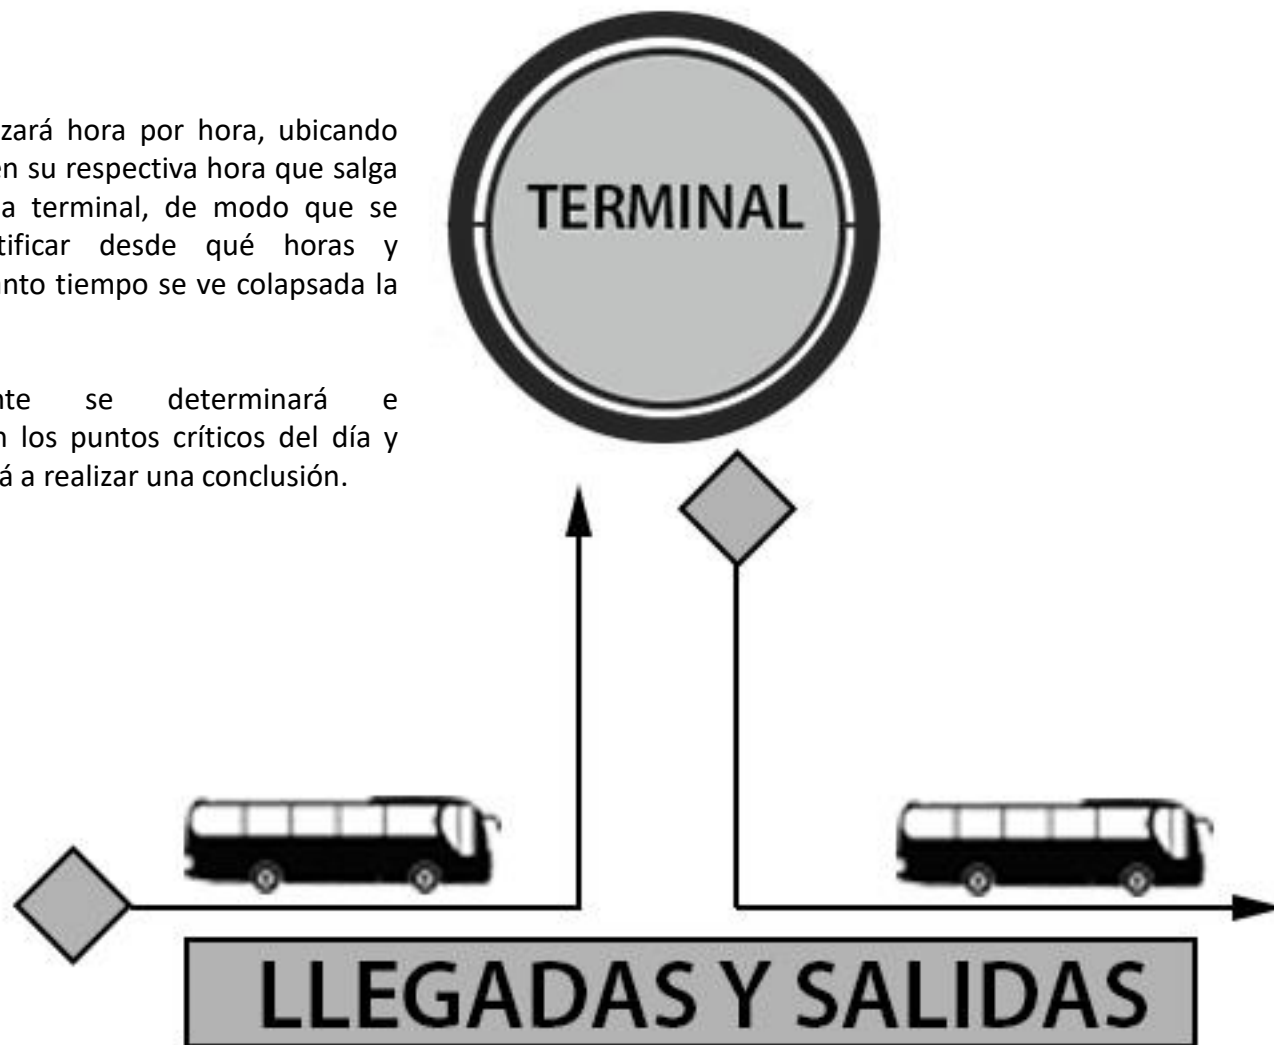 zará hora por hora, ubicando
en su respectiva hora que salga
a terminal, de modo que se
tificar desde qué horas y
anto tiempo se ve colapsada la
nte se determinará e
n los puntos críticos del día y
á a realizar una conclusión.
TERMINAL
LLEGADAS Y SALIDAS